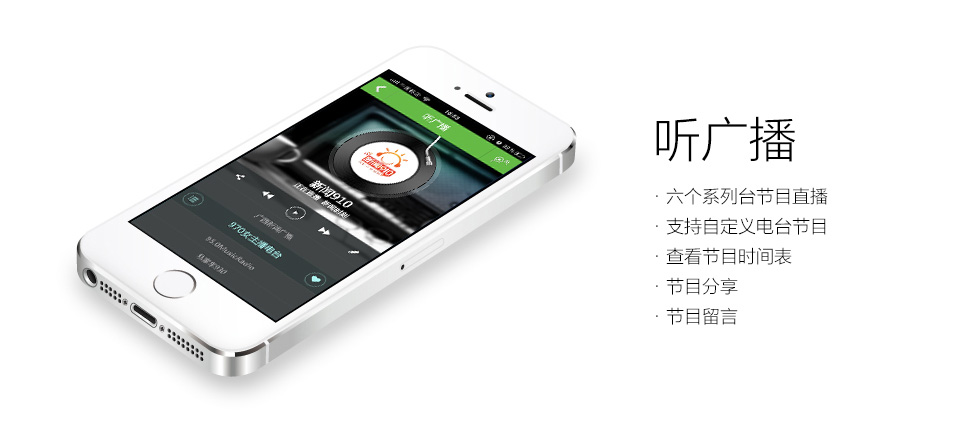 听广播
新闻910
970女主播电台
听广播
· 六个系列台节目直播
· 支持自定义电台节目
· 查看节目时间表
· 节目分享
· 节目留言